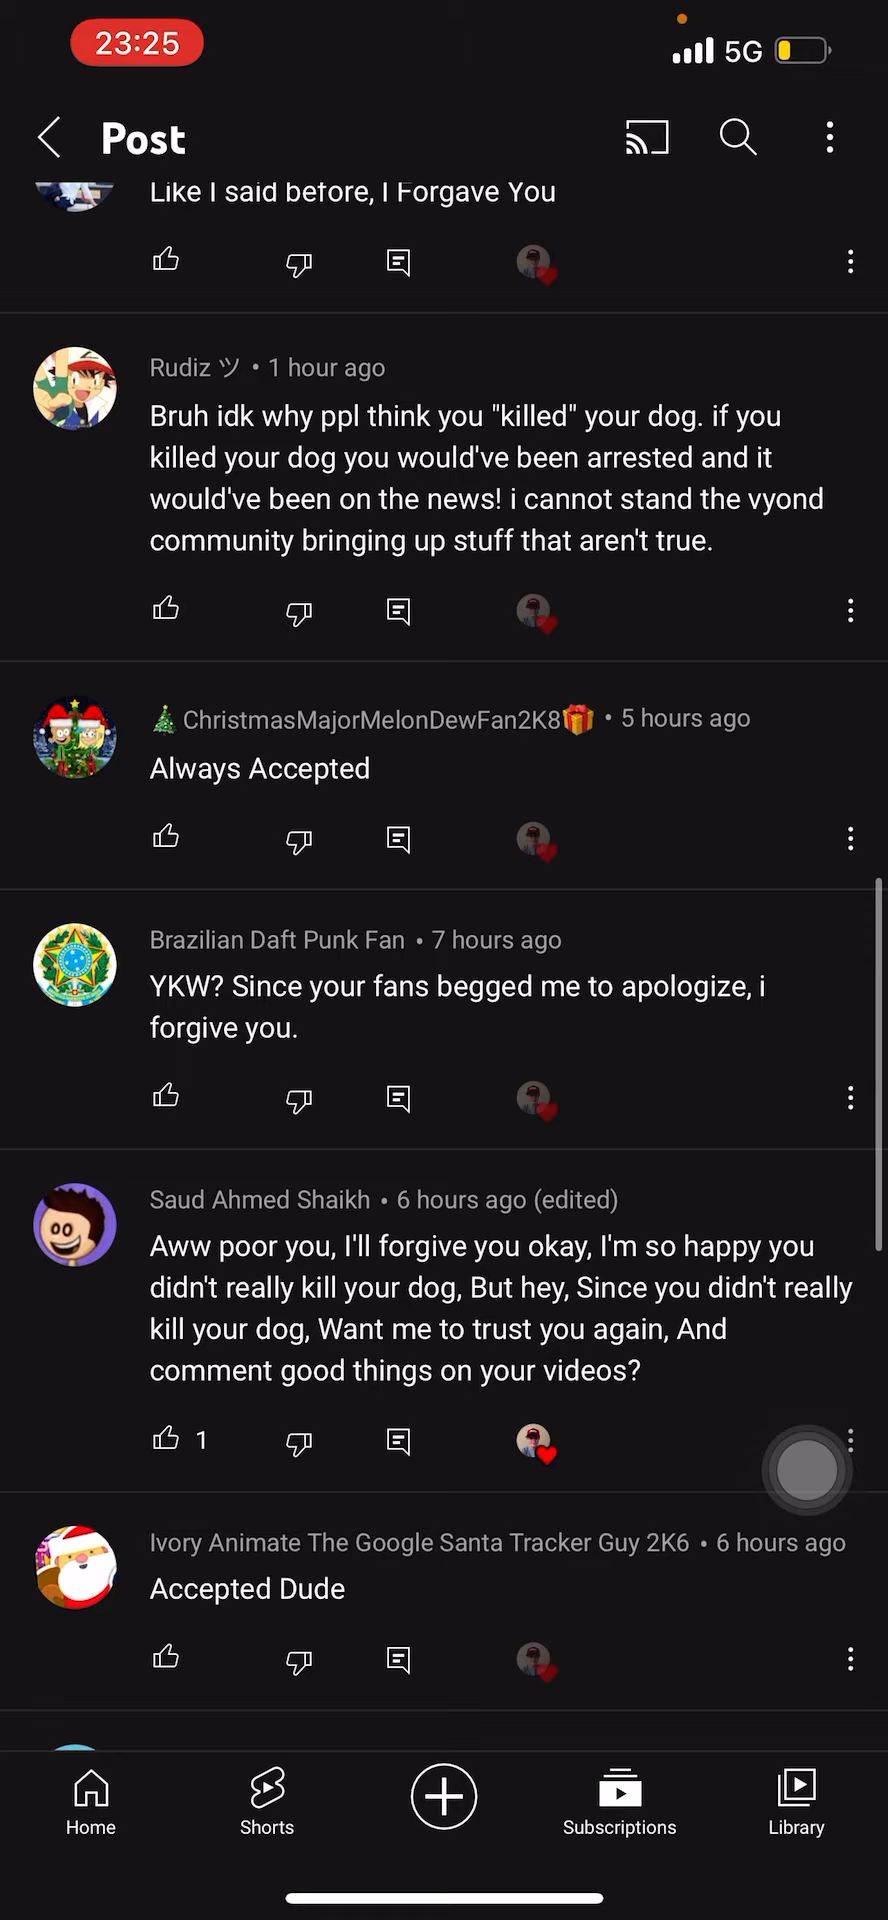 23:25
5G
Post
Like I said before, I Forgave You
Rudiz ツ • 1 hour ago
Bruh idk why ppl think you "killed" your dog. if you
killed your dog you would've been arrested and it
would've been on the news! i cannot stand the vyond
community bringing up stuff that aren't true.
🎄ChristmasMajorMelonDewFan2K8🎁 • 5 hours ago
Always Accepted
Brazilian Daft Punk Fan • 7 hours ago
YKW? Since your fans begged me to apologize, i
forgive you.
Saud Ahmed Shaikh • 6 hours ago (edited)
Aww poor you, I'll forgive you okay, I'm so happy you
didn't really kill your dog, But hey, Since you didn't really
kill your dog, Want me to trust you again, And
comment good things on your videos?
1
Ivory Animate The Google Santa Tracker Guy 2K6 • 6 hours ago
Accepted Dude
Home
Shorts
Subscriptions
Library